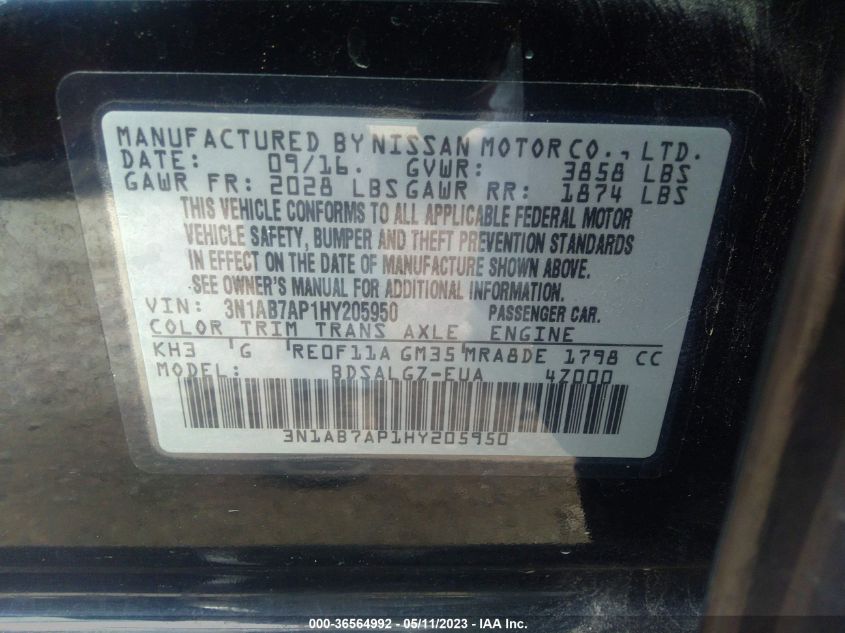 MANUFACTURED BY NISSAN MOTOR CO., LTD.
DATE: 09/16. GVWR: 3858 LBS
GAWR FR: 2028 LBS GAWR RR: 1874 LBS
THIS VEHICLE CONFORMS TO ALL APPLICABLE FEDERAL MOTOR
VEHICLE SAFETY, BUMPER AND THEFT PREVENTION STANDARDS
IN EFFECT ON THE DATE OF MANUFACTURE SHOWN ABOVE.
SEE OWNER'S MANUAL FOR ADDITIONAL INFORMATION.
VIN: 3N1AB7AP1HY205950 PASSENGER CAR.
COLOR TRIM TRANS AXLE ENGINE
KH3 G RE0F11A GM35 MRA8DE 1798 CC
MODEL: BDSALGZ-EUA 4Z000
3N1AB7AP1HY205950
000-36564992 - 05/11/2023 - IAA Inc.